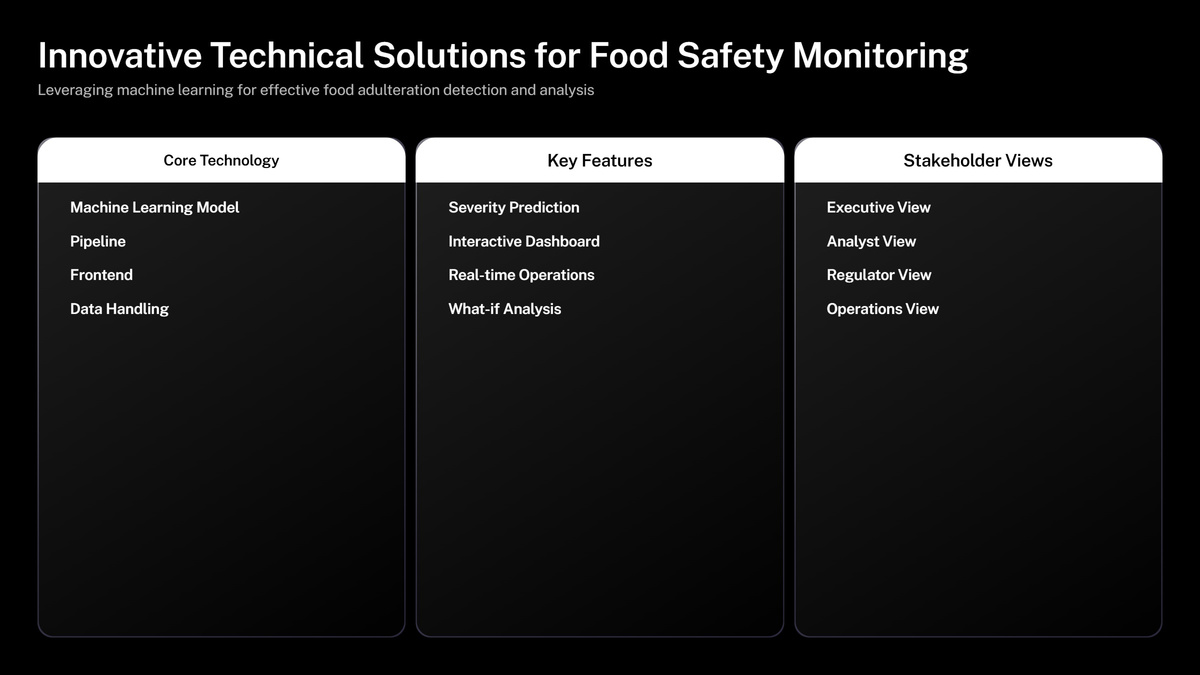 Innovative Technical Solutions for Food Safety Monitoring
Leveraging machine learning for effective food adulteration detection and analysis
Core Technology
Machine Learning Model
Pipeline
Frontend
Data Handling
Key Features
Severity Prediction
Interactive Dashboard
Real-time Operations
What-if Analysis
Stakeholder Views
Executive View
Analyst View
Regulator View
Operations View